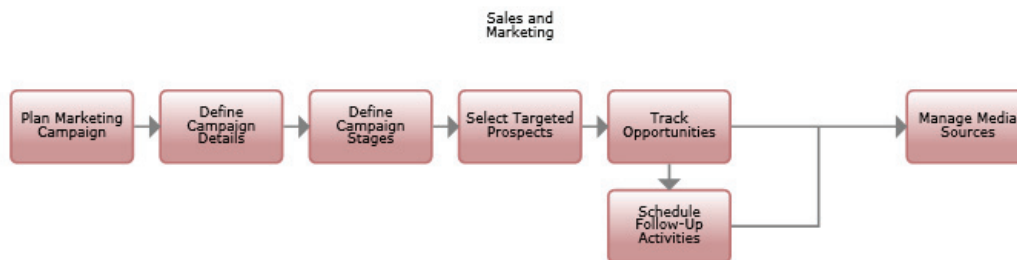 Sales and
Marketing
Plan Marketing
Campaign
Define
Campaign
Details
Define
Campaign
Stages
Select Targeted
Prospects
Track
Opportunities
Manage Media
Sources
Schedule
Follow-Up
Activities